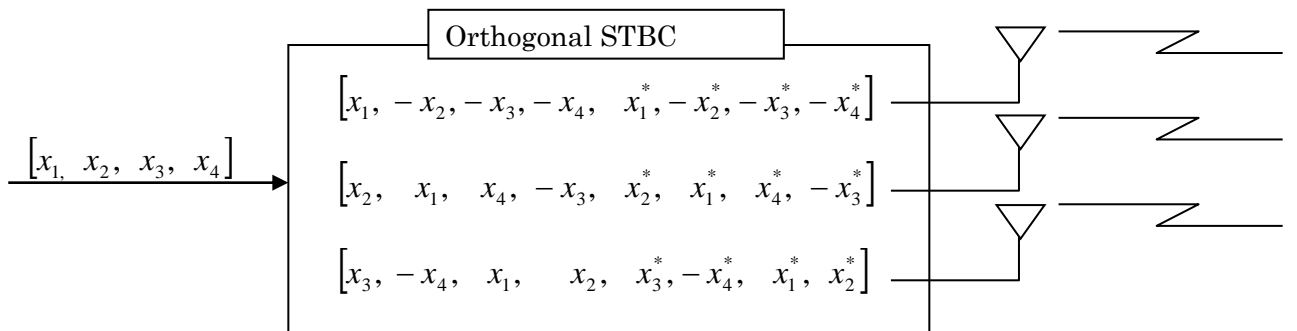 Orthogonal STBC
[x₁, − x₂, − x₃, − x₄, x₁*, − x₂*, − x₃*, − x₄*]
[x₁, x₂, x₃, x₄]
[x₂, x₁, x₄, − x₃, x₂*, x₁*, x₄*, − x₃*]
[x₃, − x₄, x₁, x₂, x₃*, − x₄*, x₁*, x₂*]